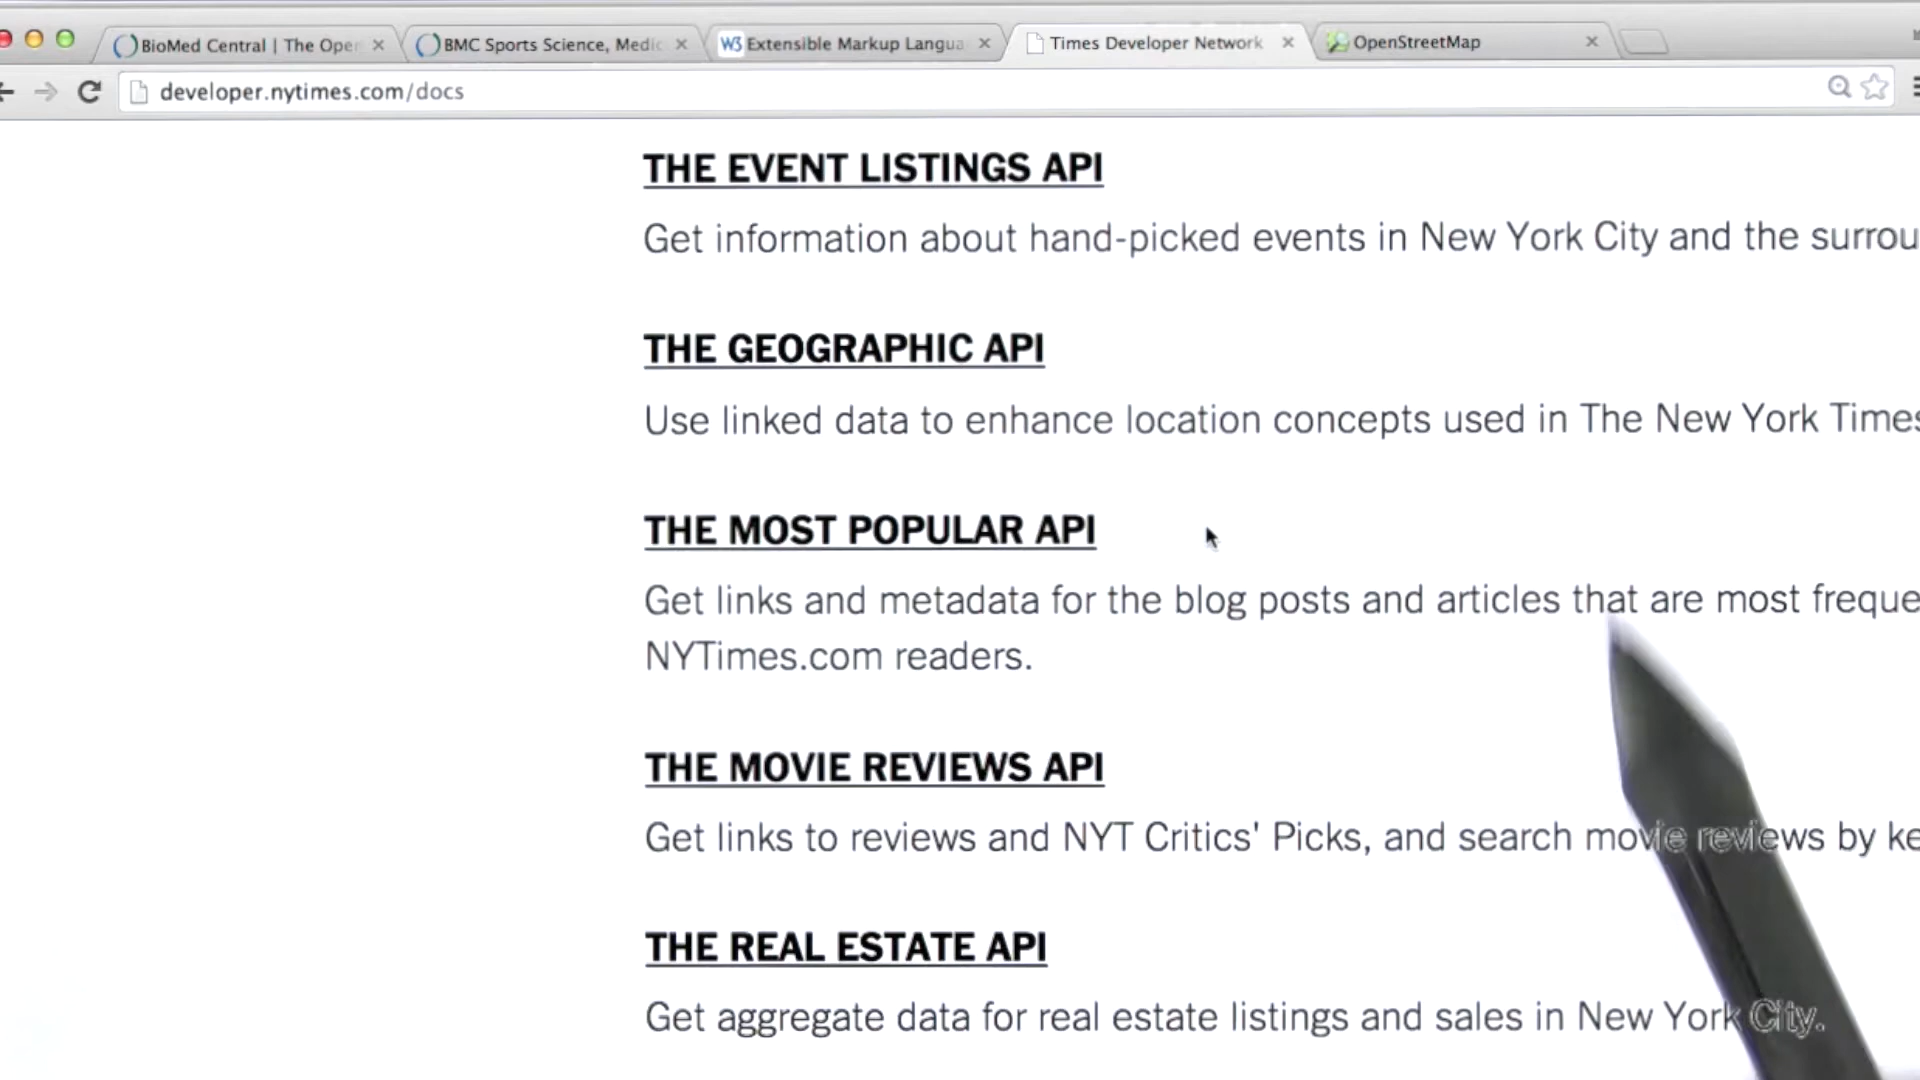 BioMed Central | The Oper
BMC Sports Science, Medic
W3 Extensible Markup Langua
Times Developer Network
OpenStreetMap
developer.nytimes.com/docs
THE EVENT LISTINGS API
Get information about hand-picked events in New York City and the surrou
THE GEOGRAPHIC API
Use linked data to enhance location concepts used in The New York Times
THE MOST POPULAR API
Get links and metadata for the blog posts and articles that are most freque
NYTimes.com readers.
THE MOVIE REVIEWS API
Get links to reviews and NYT Critics' Picks, and search movie reviews by ke
THE REAL ESTATE API
Get aggregate data for real estate listings and sales in New York City.